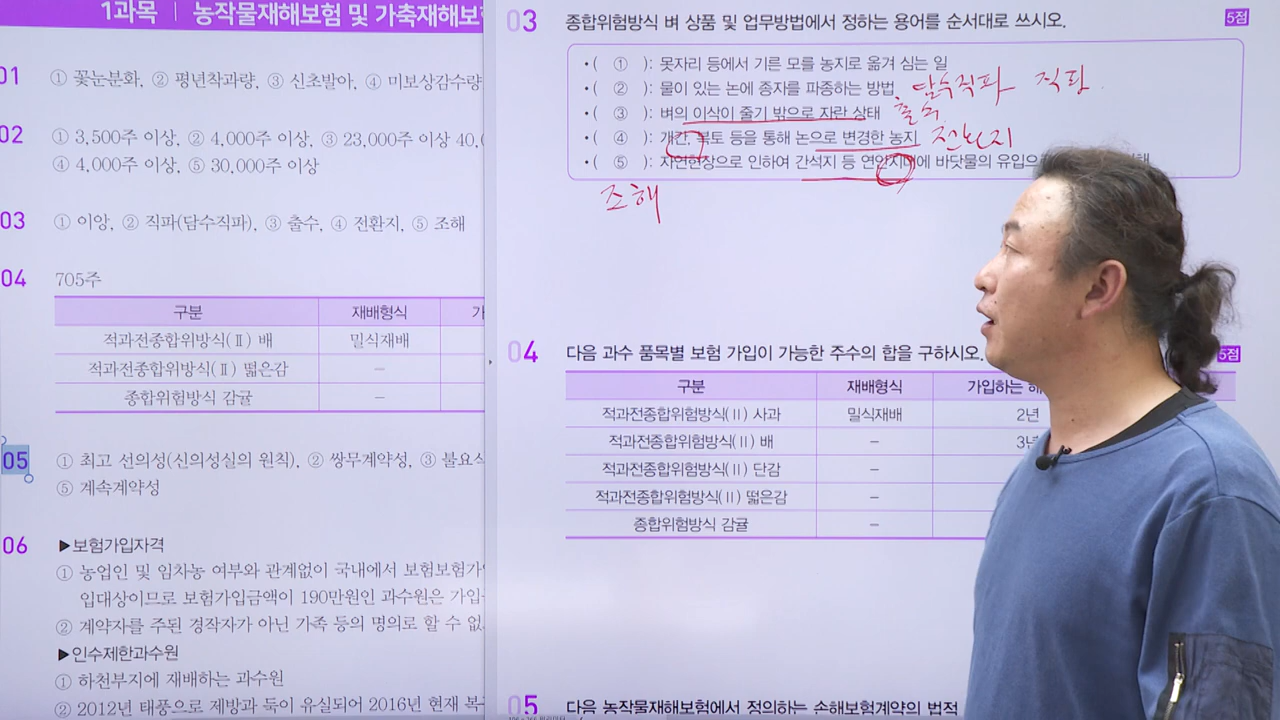 1과목 | 농작물재해보험 및 가축재해보
01 ① 꽃눈분화, ② 평년착과량, ③ 신초발아, ④ 미보상감수량
02 ① 3,500주 이상, ② 4,000주 이상, ③ 23,000주 이상 40,0
④ 4,000주 이상, ⑤ 30,000주 이상
03 ① 이앙, ② 직파(담수직파), ③ 출수, ④ 전환지, ⑤ 조해
04 705주
구분 재배형식 가
적과전종합위방식(Ⅱ) 배 밀식재배
적과전종합위방식(Ⅱ) 떫은감 –
종합위험방식 감귤 –
05 ① 최고 선의성(신의성실의 원칙), ② 쌍무계약성, ③ 불요식
⑤ 계속계약성
06 ▶보험가입자격
① 농업인 및 임차농 여부와 관계없이 국내에서 보험보험가
입대상이므로 보험가입금액이 190만원인 과수원은 가입
② 계약자를 주된 경작자가 아닌 가족 등의 명의로 할 수 없
▶인수제한과수원
① 하천부지에 재배하는 과수원
② 2012년 태풍으로 제방과 둑이 유실되어 2016년 현재 복
03 종합위험방식 벼 상품 및 업무방법에서 정하는 용어를 순서대로 쓰시오. 5점
• ( ① ): 못자리 등에서 기른 모를 농지로 옮겨 심는 일
• ( ② ): 물이 있는 논에 종자를 파종하는 방법 담수직파 직파
• ( ③ ): 벼의 이삭이 줄기 밖으로 자란 상태 출수
• ( ④ ): 개간, 복토 등을 통해 논으로 변경한 농지 전환지
• ( ⑤ ): 자연현상으로 인하여 간석지 등 연안지대에 바닷물의 유입으
조해
04 다음 과수 품목별 보험 가입이 가능한 주수의 합을 구하시오. 5점
구분 재배형식 가입하는 해
적과전종합위험방식(Ⅱ) 사과 밀식재배 2년
적과전종합위험방식(Ⅱ) 배 – 3년
적과전종합위험방식(Ⅱ) 단감 –
적과전종합위험방식(Ⅱ) 떫은감 –
종합위험방식 감귤 –
05 다음 농작물재해보험에서 정의하는 손해보험계약의 법적